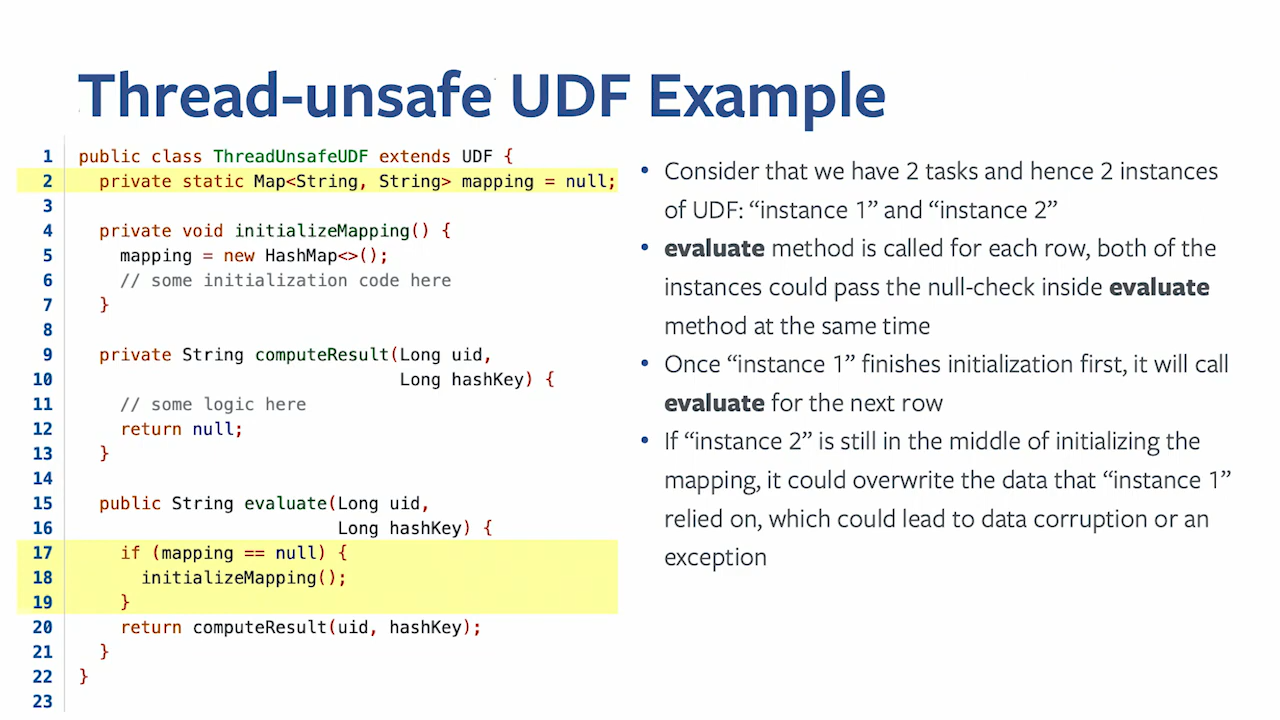 Thread-unsafe UDF Example
1 public class ThreadUnsafeUDF extends UDF {
2   private static Map<String, String> mapping = null;
3
4   private void initializeMapping() {
5     mapping = new HashMap<>();
6     // some initialization code here
7   }
8
9   private String computeResult(Long uid,
10                                Long hashKey) {
11     // some logic here
12     return null;
13   }
14
15   public String evaluate(Long uid,
16                          Long hashKey) {
17     if (mapping == null) {
18       initializeMapping();
19     }
20     return computeResult(uid, hashKey);
21   }
22 }
23
• Consider that we have 2 tasks and hence 2 instances
of UDF: “instance 1” and “instance 2”
• evaluate method is called for each row, both of the
instances could pass the null-check inside evaluate
method at the same time
• Once “instance 1” finishes initialization first, it will call
evaluate for the next row
• If “instance 2” is still in the middle of initializing the
mapping, it could overwrite the data that “instance 1”
relied on, which could lead to data corruption or an
exception